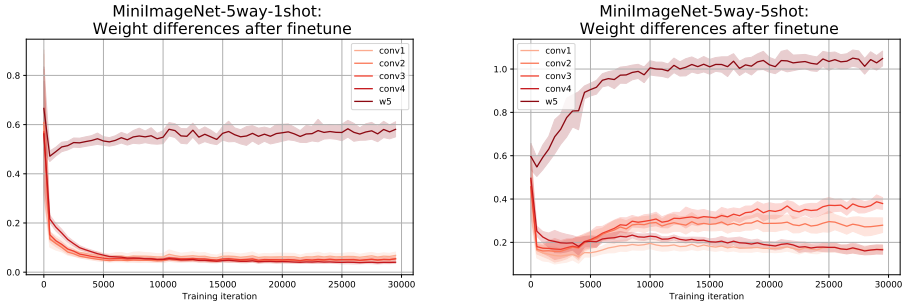 MiniImageNet-5way-1shot:
Weight differences after finetune
conv1
conv2
conv3
conv4
w5
0.8
0.6
0.4
0.2
0.0
0 5000 10000 15000 20000 25000 30000
Training iteration
MiniImageNet-5way-5shot:
Weight differences after finetune
conv1
conv2
conv3
conv4
w5
1.0
0.8
0.6
0.4
0.2
0 5000 10000 15000 20000 25000 30000
Training iteration